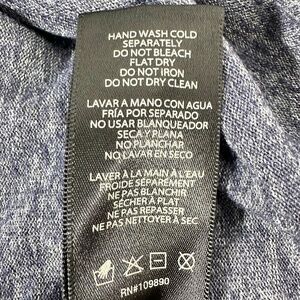 HAND WASH COLD
SEPARATELY
DO NOT BLEACH
FLAT DRY
DO NOT IRON
DO NOT DRY CLEAN
LAVAR A MANO CON AGUA
FRÍA POR SEPARADO
NO USAR BLANQUEADOR
SECA Y PLANA
NO PLANCHAR
NO LAVAR EN SECO
LAVER À LA MAIN À L'EAU
FROIDE SÉPARÉMENT
NE PAS BLANCHIR
SÉCHER À PLAT
NE PAS REPASSER
NE PAS NETTOYER À SEC
RN#109890